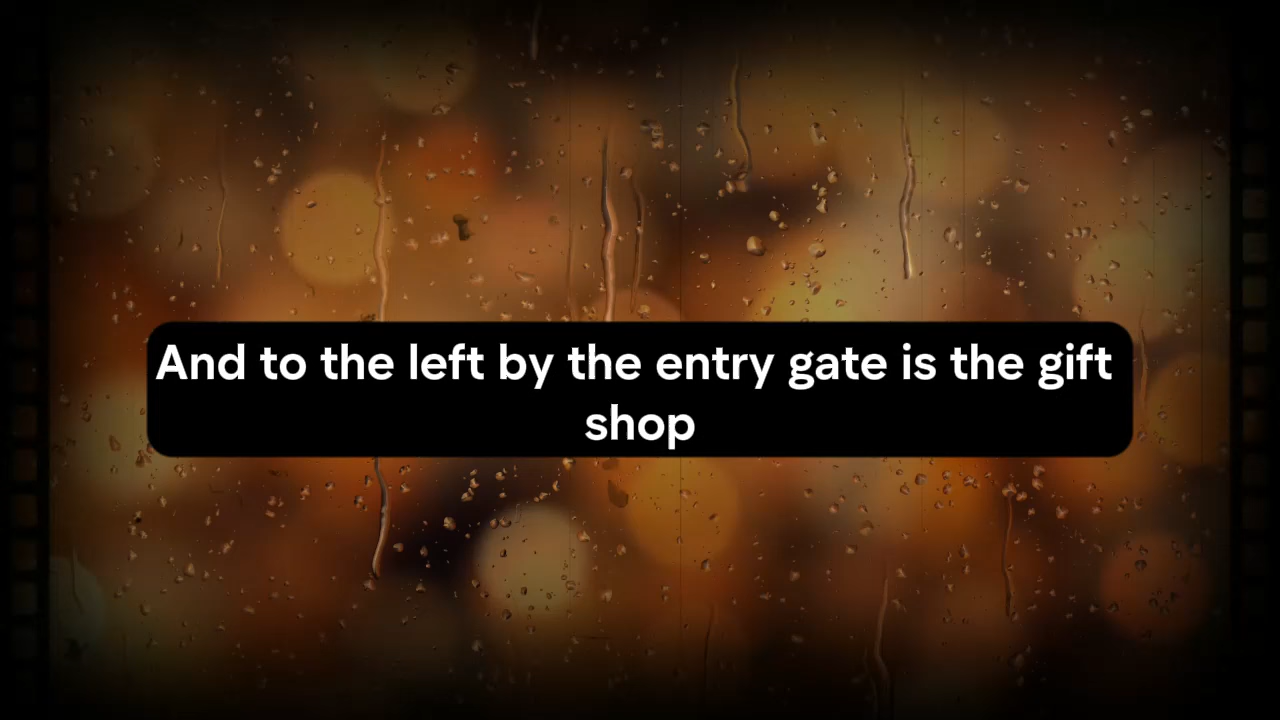 And to the left by the entry gate is the gift
shop